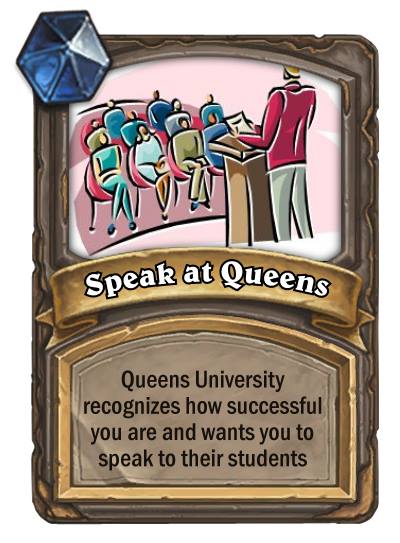 Speak at Queens
Queens University
recognizes how successful
you are and wants you to
speak to their students